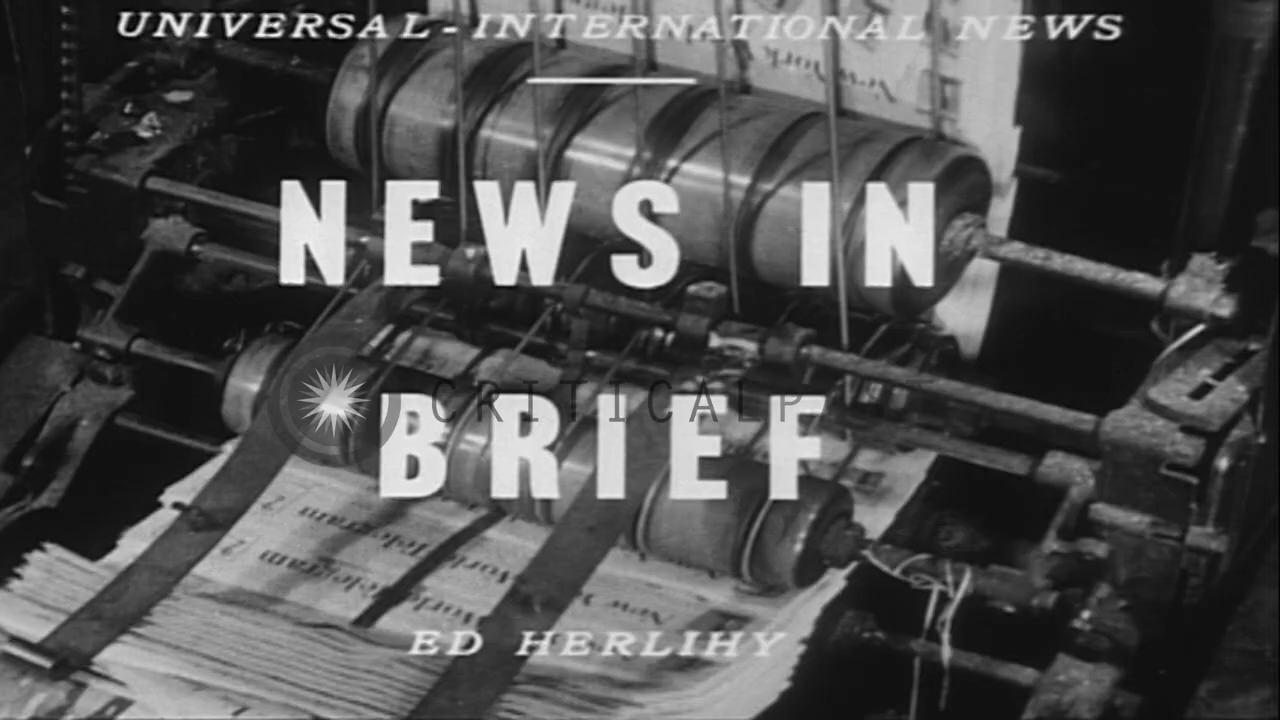 UNIVERSAL-INTERNATIONAL NEWS
NEWS IN
BRIEF
CRITICALP
ED HERLIHY